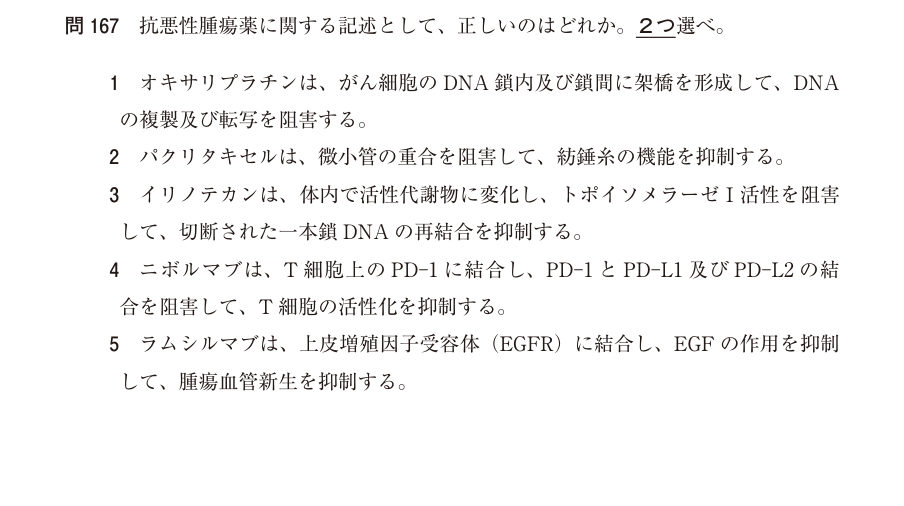 問 167 抗悪性腫瘍薬に関する記述として、正しいのはどれか。２つ選べ。
1 オキサリプラチンは、がん細胞の DNA 鎖内及び鎖間に架橋を形成して、DNA
の複製及び転写を阻害する。
2 パクリタキセルは、微小管の重合を阻害して、紡錘糸の機能を抑制する。
3 イリノテカンは、体内で活性代謝物に変化し、トポイソメラーゼⅠ活性を阻害
して、切断された一本鎖 DNA の再結合を抑制する。
4 ニボルマブは、T 細胞上の PD-1 に結合し、PD-1 と PD-L1 及び PD-L2 の結
合を阻害して、T 細胞の活性化を抑制する。
5 ラムシルマブは、上皮増殖因子受容体（EGFR）に結合し、EGF の作用を抑制
して、腫瘍血管新生を抑制する。